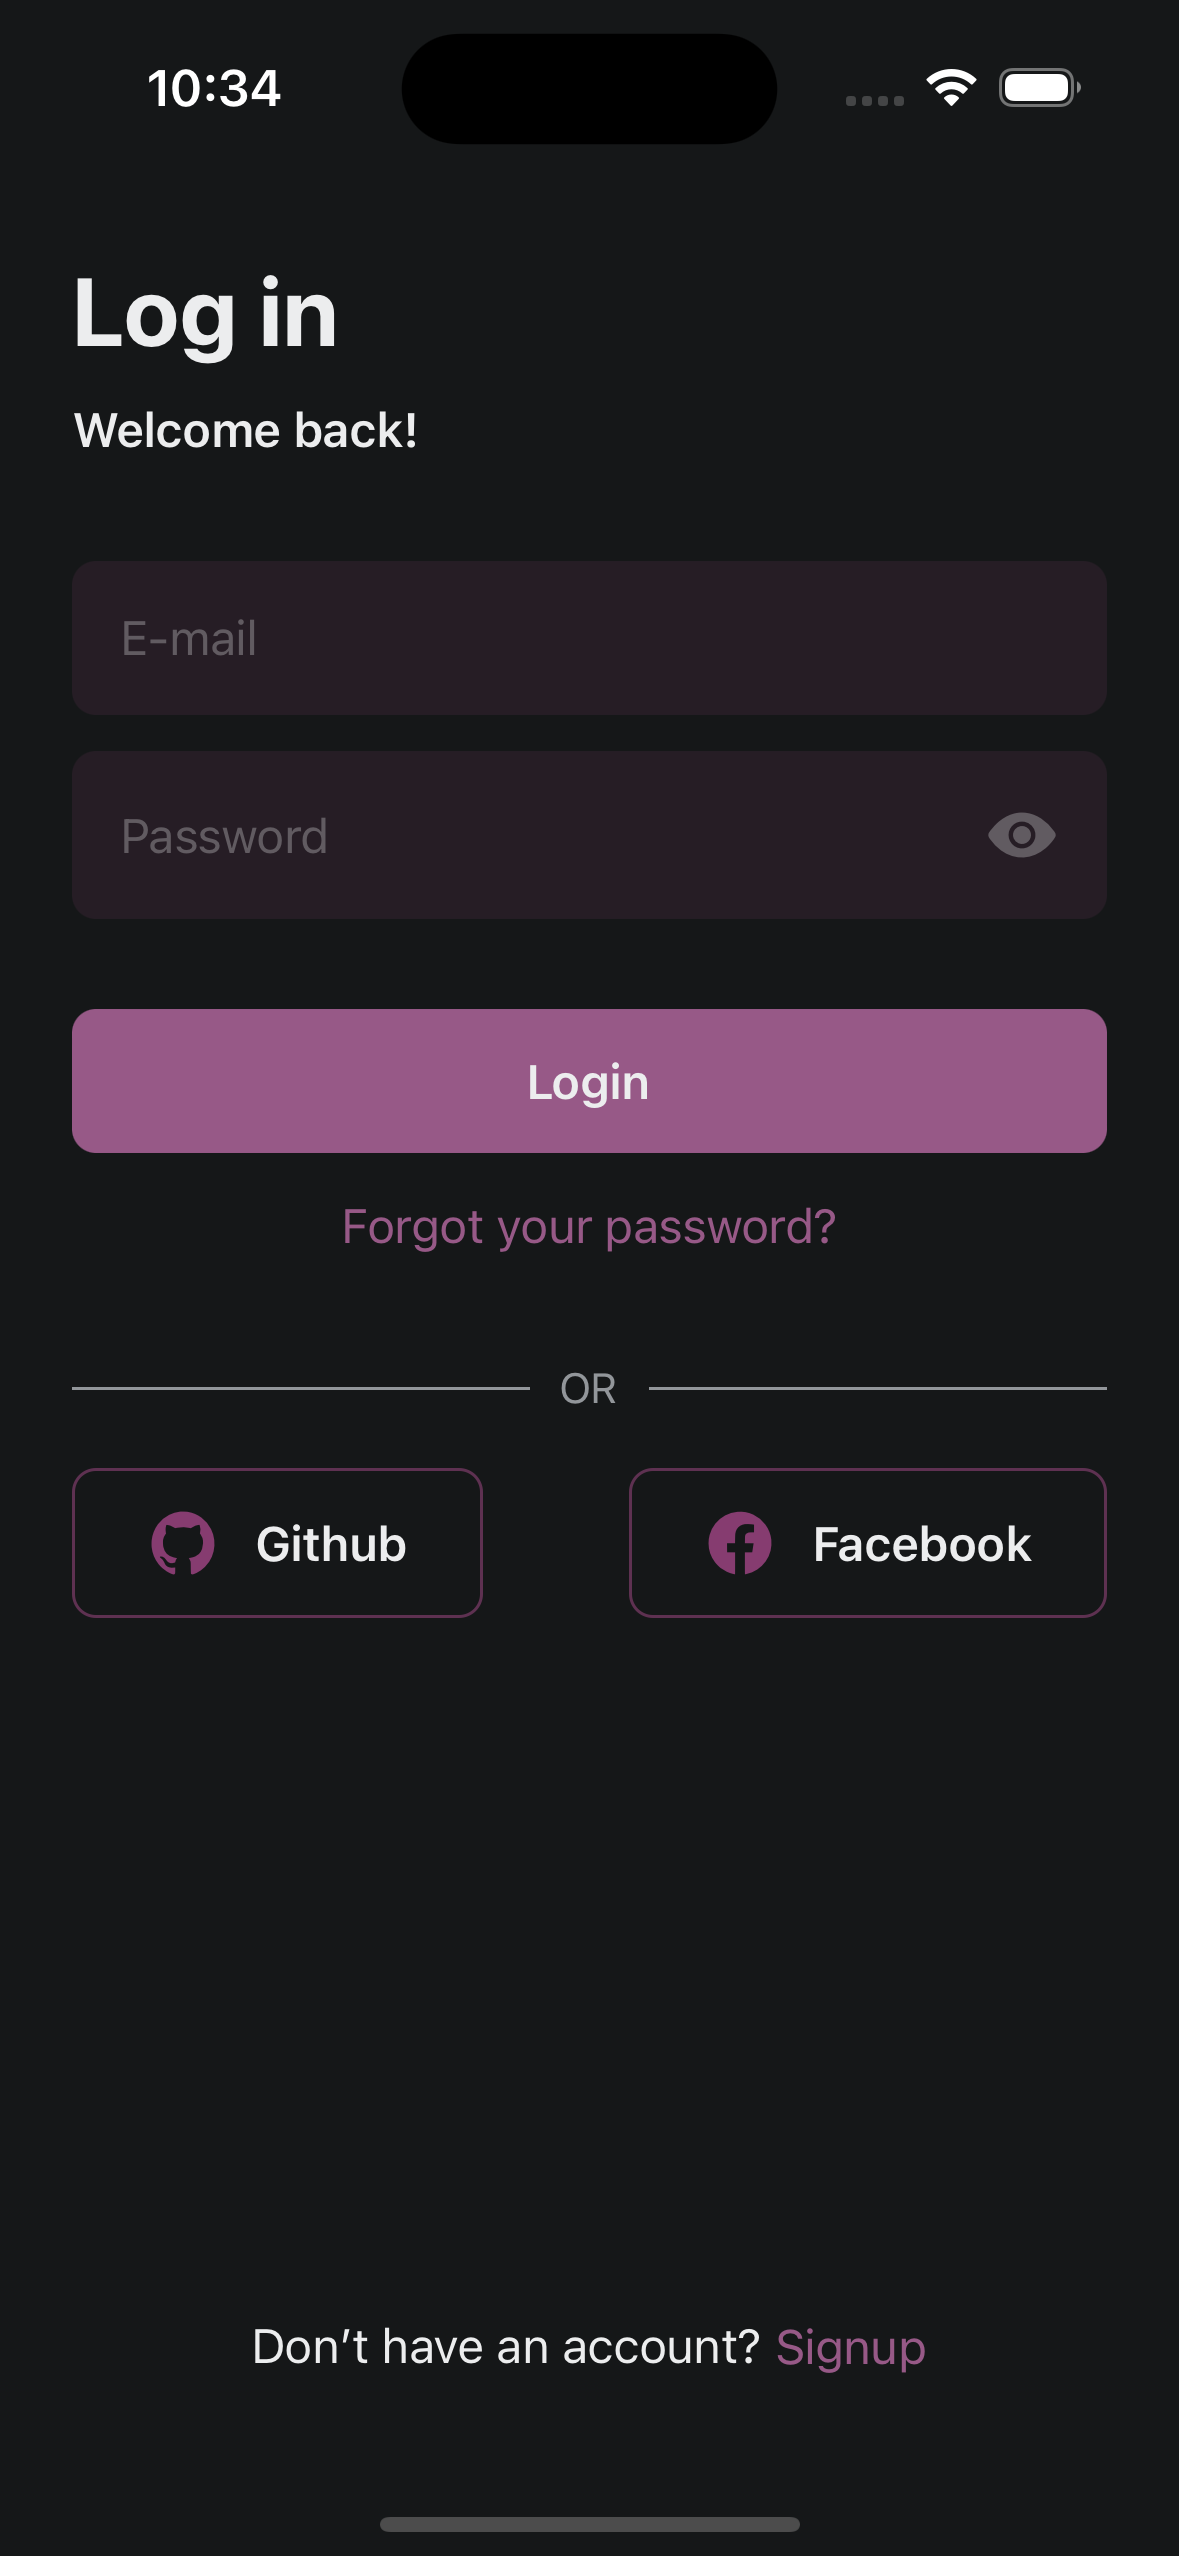 10:34
Log in
Welcome back!
E-mail
Password
Login
Forgot your password?
OR
Github
Facebook
Don’t have an account? Signup